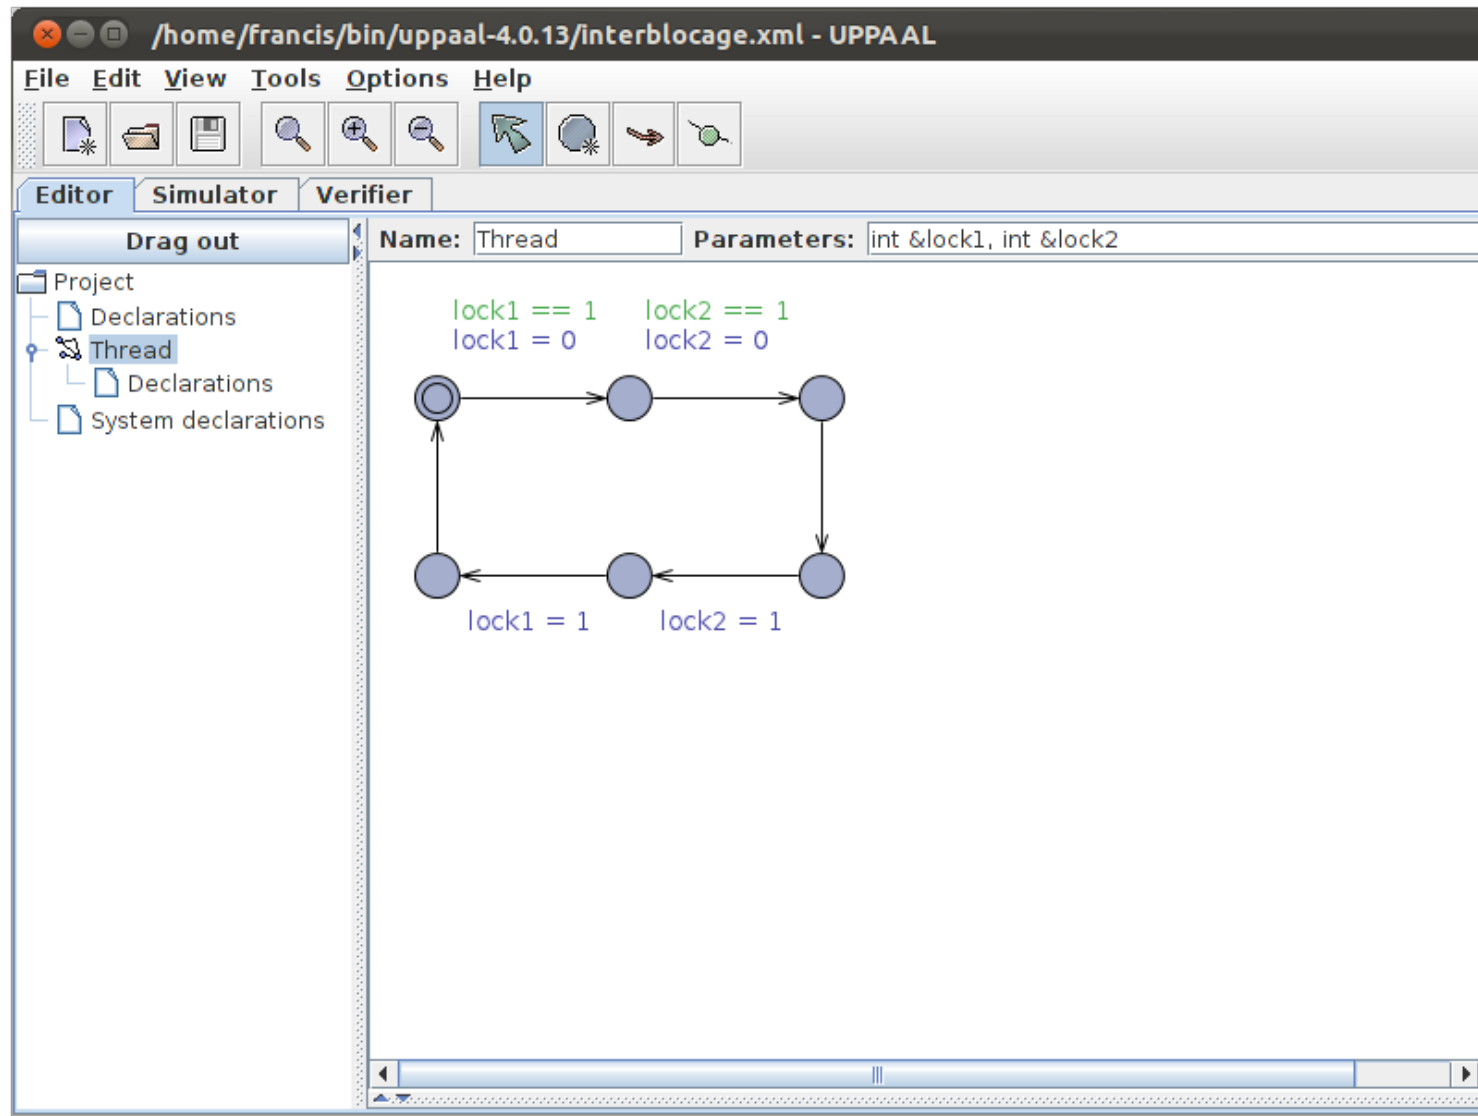 /home/francis/bin/uppaal-4.0.13/interblocage.xml - UPPAAL
File Edit View Tools Options Help
Editor Simulator Verifier
Drag out
Name: Thread Parameters: int &lock1, int &lock2
Project
Declarations
Thread
Declarations
System declarations
lock1 == 1 lock2 == 1
lock1 = 0 lock2 = 0
lock1 = 1 lock2 = 1